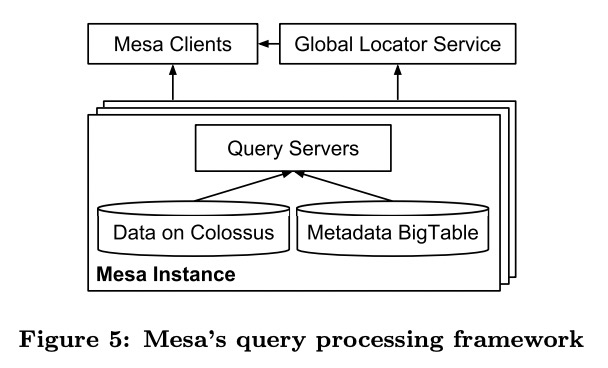 Mesa Clients
Global Locator Service
Query Servers
Data on Colossus
Metadata BigTable
Mesa Instance
Figure 5: Mesa's query processing framework